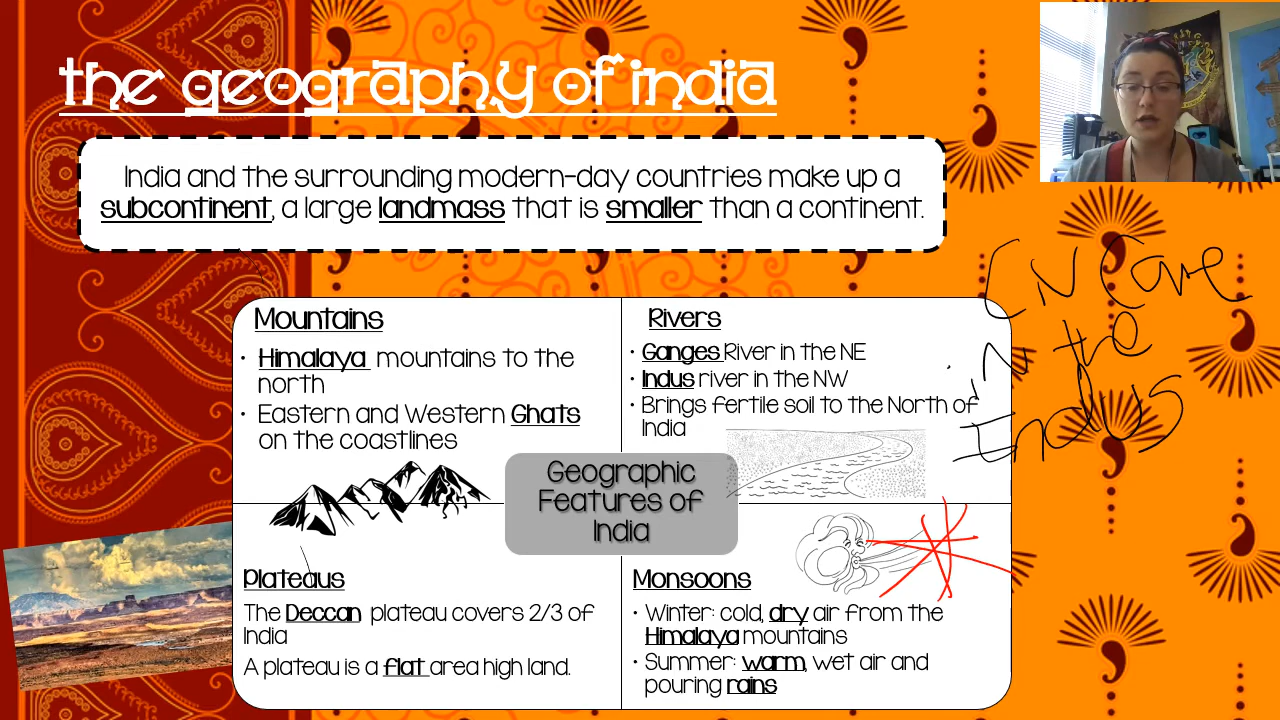 the geography of india
India and the surrounding modern-day countries make up a
subcontinent, a large landmass that is smaller than a continent.
Mountains
• Himalaya mountains to the
north
• Eastern and Western Ghats
on the coastlines
Rivers
• Ganges River in the NE
• Indus river in the NW
• Brings fertile soil to the North of
India
Geographic
Features of
India
Plateaus
The Deccan plateau covers 2/3 of
India
A plateau is a flat area high land.
Monsoons
• Winter: cold, dry air from the
Himalaya mountains
• Summer: warm, wet air and
pouring rains
in the
Indus